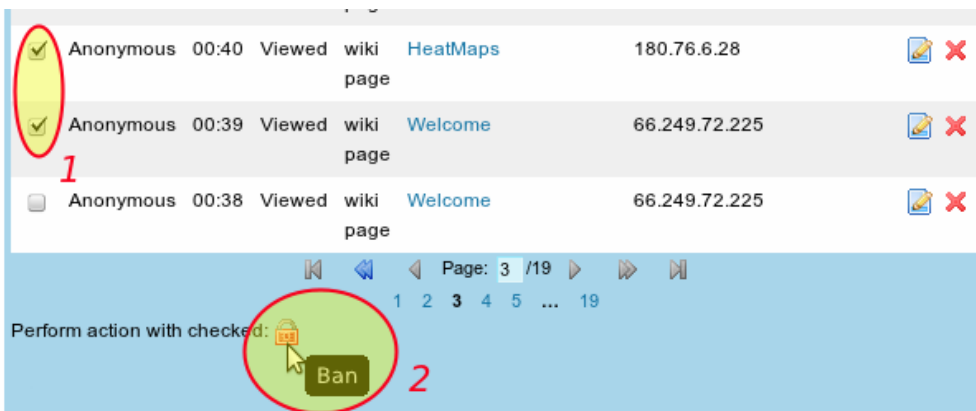 Anonymous 00:40 Viewed wiki page HeatMaps 180.76.6.28
Anonymous 00:39 Viewed wiki page Welcome 66.249.72.225
1
Anonymous 00:38 Viewed wiki page Welcome 66.249.72.225
Page: 3 /19
1 2 3 4 5 ... 19
Perform action with checked:
Ban
2